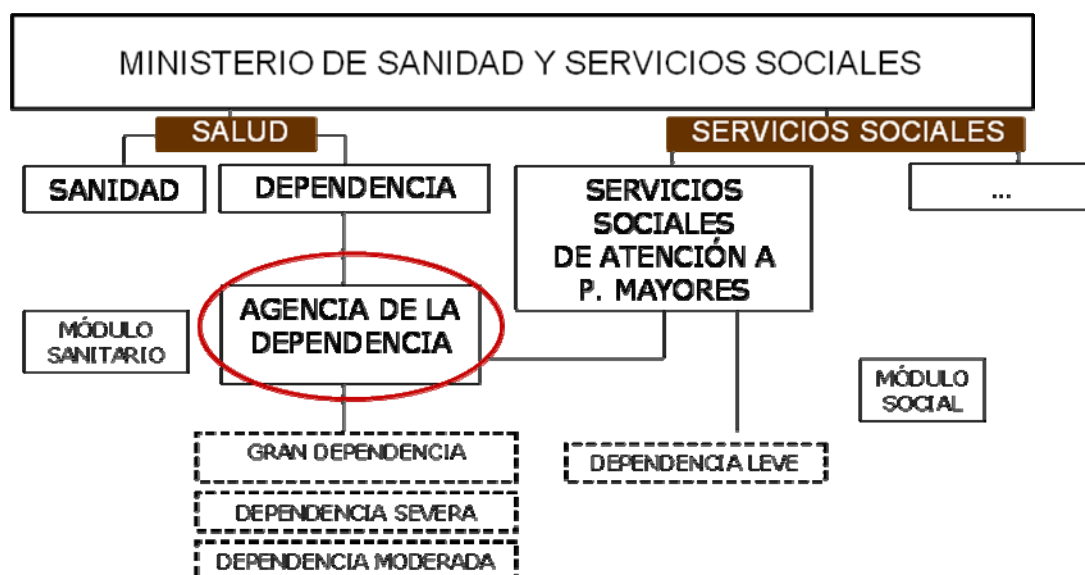 MINISTERIO DE SANIDAD Y SERVICIOS SOCIALES
SALUD
SERVICIOS SOCIALES
SANIDAD
DEPENDENCIA
SERVICIOS
SOCIALES
DE ATENCIÓN A
P. MAYORES
...
AGENCIA DE LA
DEPENDENCIA
MÓDULO
SANITARIO
MÓDULO
SOCIAL
GRAN DEPENDENCIA
DEPENDENCIA LEVE
DEPENDENCIA SEVERA
DEPENDENCIA MODERADA